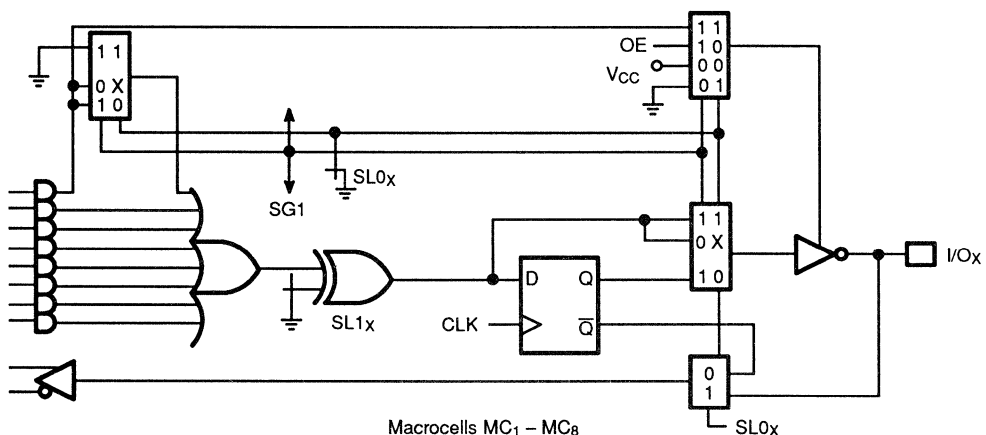 1 1
0 X
1 0
OE
VCC
1 1
1 0
0 0
0 1
SG1
SL0x
1 1
0 X
1 0
I/Ox
SL1x
D Q
CLK
Q̅
0
1
SL0x
Macrocells MC1 – MC8